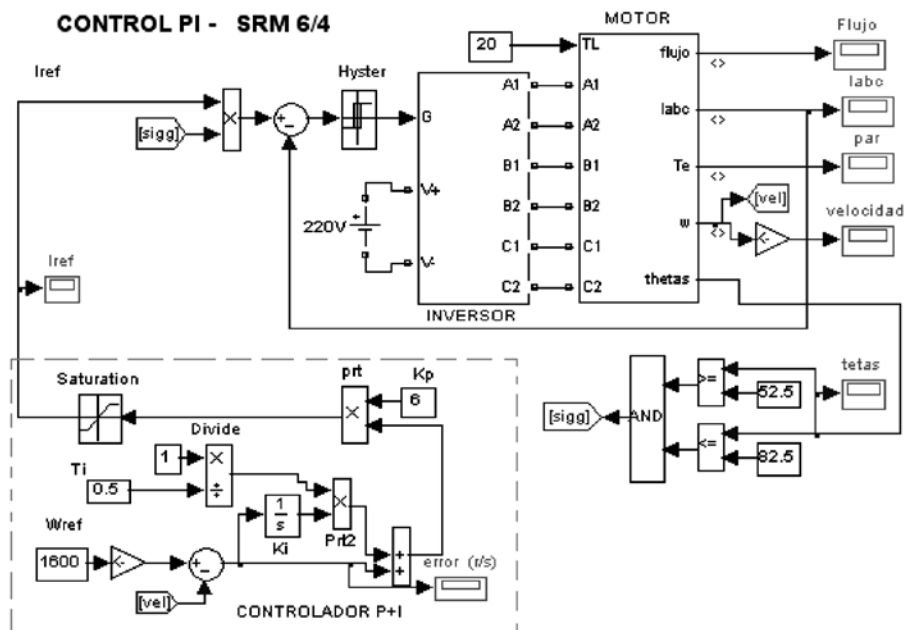 CONTROL PI - SRM 6/4
MOTOR
Iref
Hyster
20
TL
flujo
Flujo
<>
[sigg]
×
+
-
G
A1
A1
Iabc
labc
<>
A2
A2
B1
B1
Te
par
<>
V+
B2
B2
[vel]
220V
+
w
<>
velocidad
C1
C1
V-
C2
C2
thetas
Iref
INVERSOR
Saturation
prt
Kp
6
×
>=
52.5
tetas
[sigg]
AND
<=
82.5
Divide
1
×
÷
Ti
0.5
1
s
Ki
×
Prt2
Wref
1600
+
-
+
+
error (r/s)
[vel]
CONTROLADOR P+I